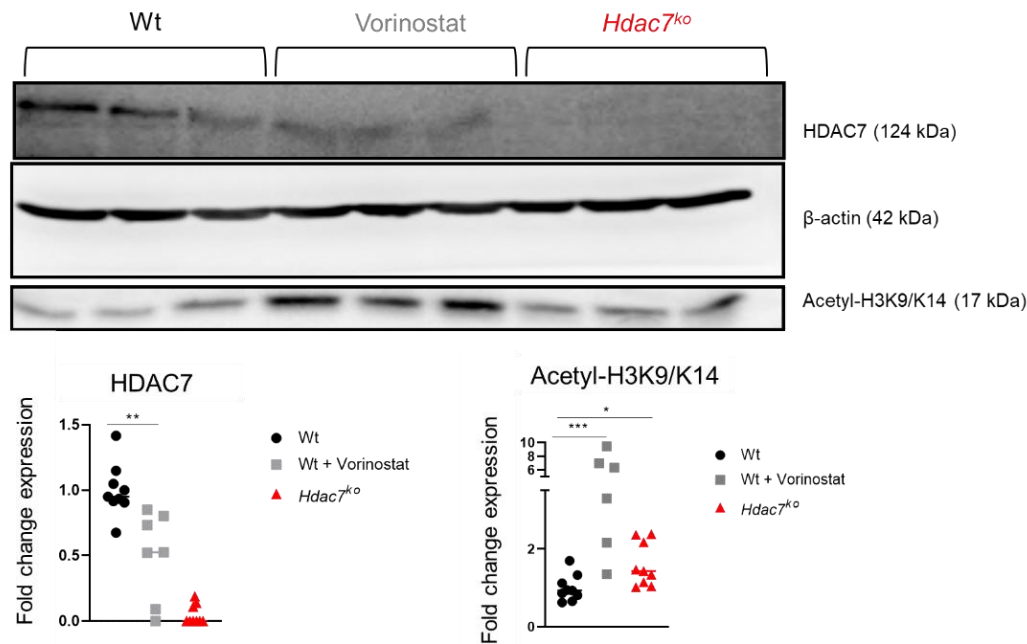 Wt Vorinostat Hdac7ko
HDAC7 (124 kDa)
β-actin (42 kDa)
Acetyl-H3K9/K14 (17 kDa)
HDAC7
Fold change expression
1.5
1.0
0.5
0.0
**
Wt
Wt + Vorinostat
Hdac7ko
Acetyl-H3K9/K14
Fold change expression
10
8
6
2
0
*
***
Wt
Wt + Vorinostat
Hdac7ko